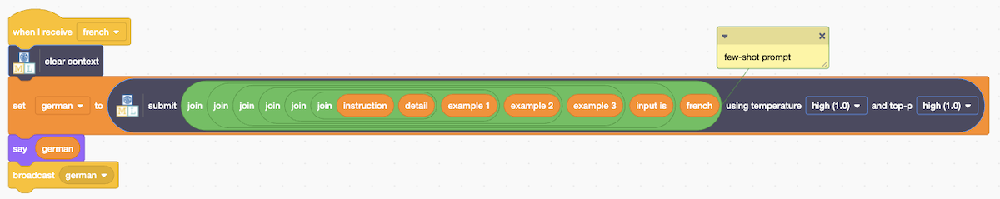 when I receive french
clear context
few-shot prompt
set german to submit join join join join join join instruction detail example 1 example 2 example 3 input is french using temperature high (1.0) and top-p high (1.0)
say german
broadcast german